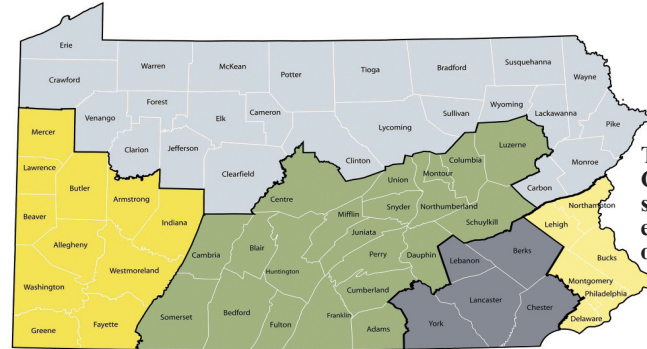 Erie
Warren
McKean
Potter
Tioga
Bradford
Susquehanna
Wayne
Crawford
Forest
Venango
Elk
Cameron
Sullivan
Wyoming
Lackawanna
Pike
Mercer
Lycoming
Clarion
Jefferson
Clinton
Luzerne
Monroe
Columbia
Lawrence
Clearfield
Union
Montour
Carbon
Butler
Armstrong
Centre
Snyder
Northumberland
Northampton
Beaver
Indiana
Mifflin
Schuylkill
Lehigh
Juniata
Allegheny
Blair
Cambria
Perry
Dauphin
Lebanon
Berks
Bucks
Westmoreland
Huntington
Washington
Cumberland
Montgomery
Philadelphia
Lancaster
Chester
Somerset
Bedford
Fulton
Franklin
Adams
York
Delaware
Greene
Fayette
T
C
s
e
o